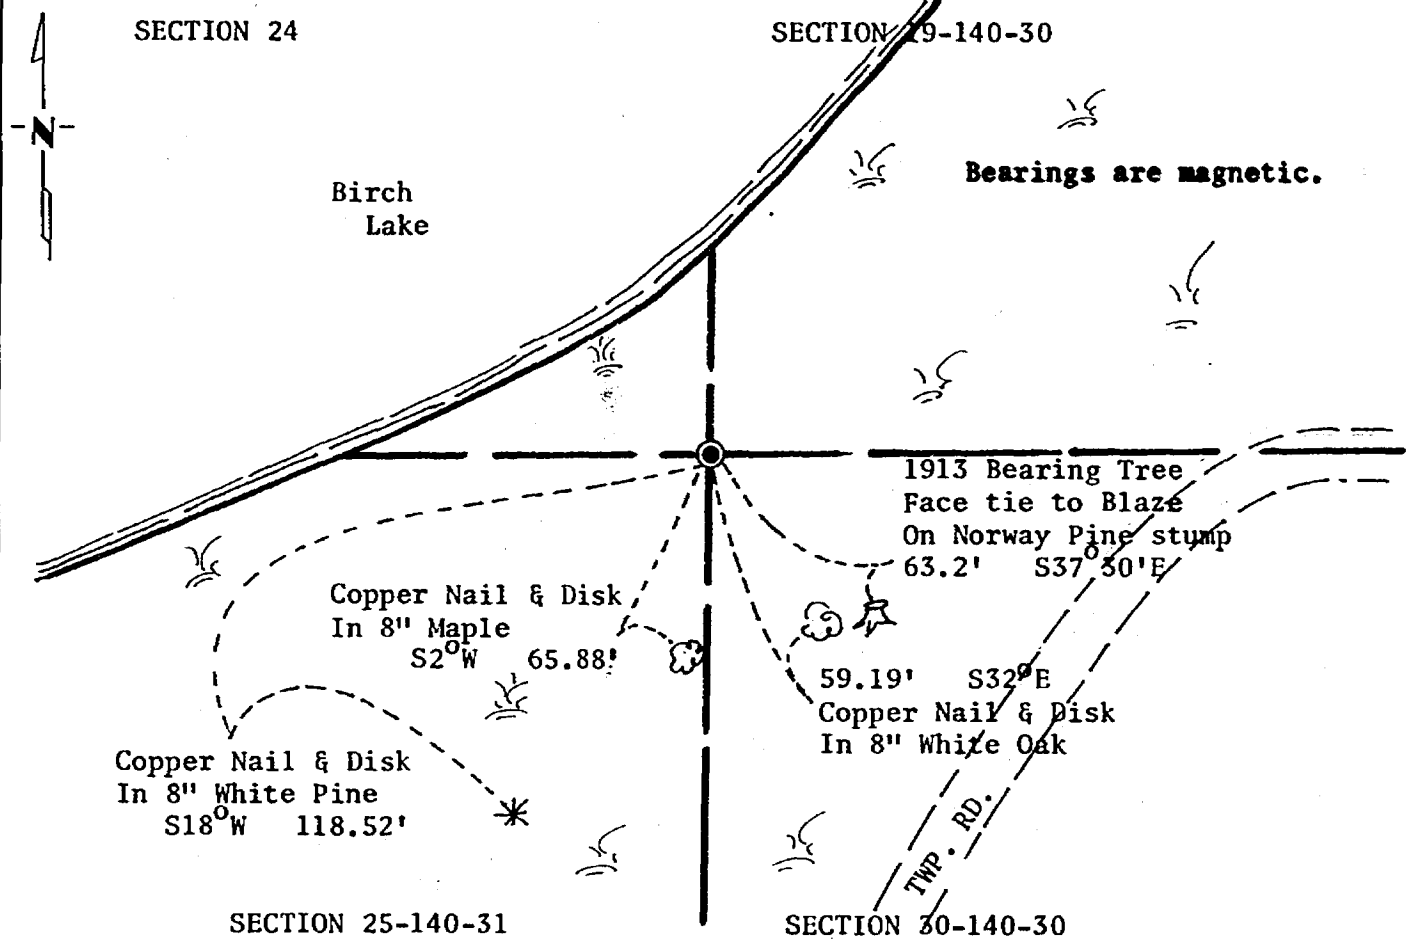 SECTION 24
SECTION 19-140-30
N
Bearings are magnetic.
Birch
Lake
1913 Bearing Tree
Face tie to Blaze
On Norway Pine stump
63.2' S37°30'E
Copper Nail & Disk
In 8" Maple
S2°W 65.88'
59.19' S32°E
Copper Nail & Disk
In 8" White Oak
Copper Nail & Disk
In 8" White Pine
S18°W 118.52'
TWP. RD.
SECTION 25-140-31
SECTION 30-140-30